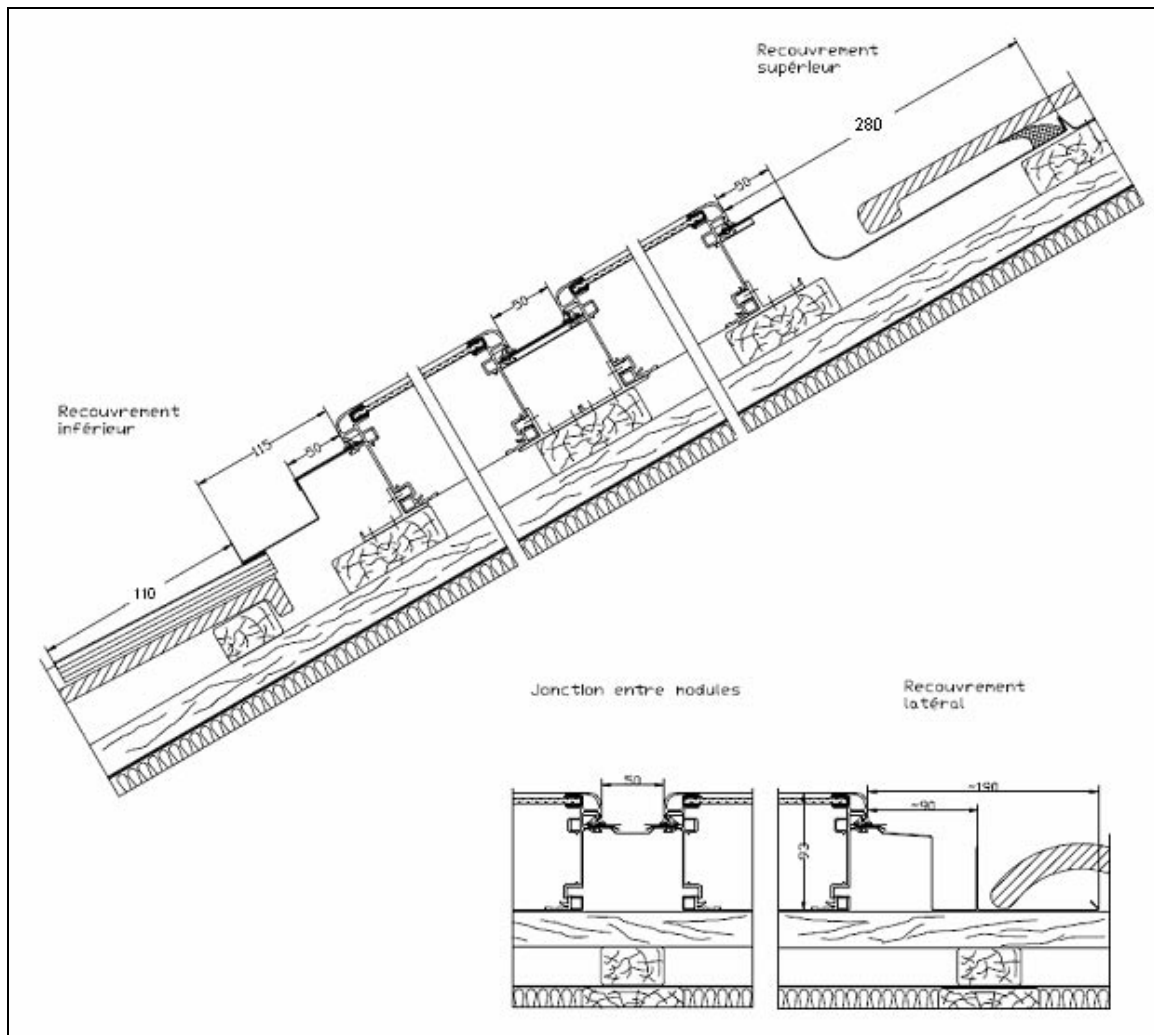 Recouvrement
supérieur
280
50
50
Recouvrement
inférieur
115
50
110
Jonction entre modules
Recouvrement
latéral
50
~190
~90
93